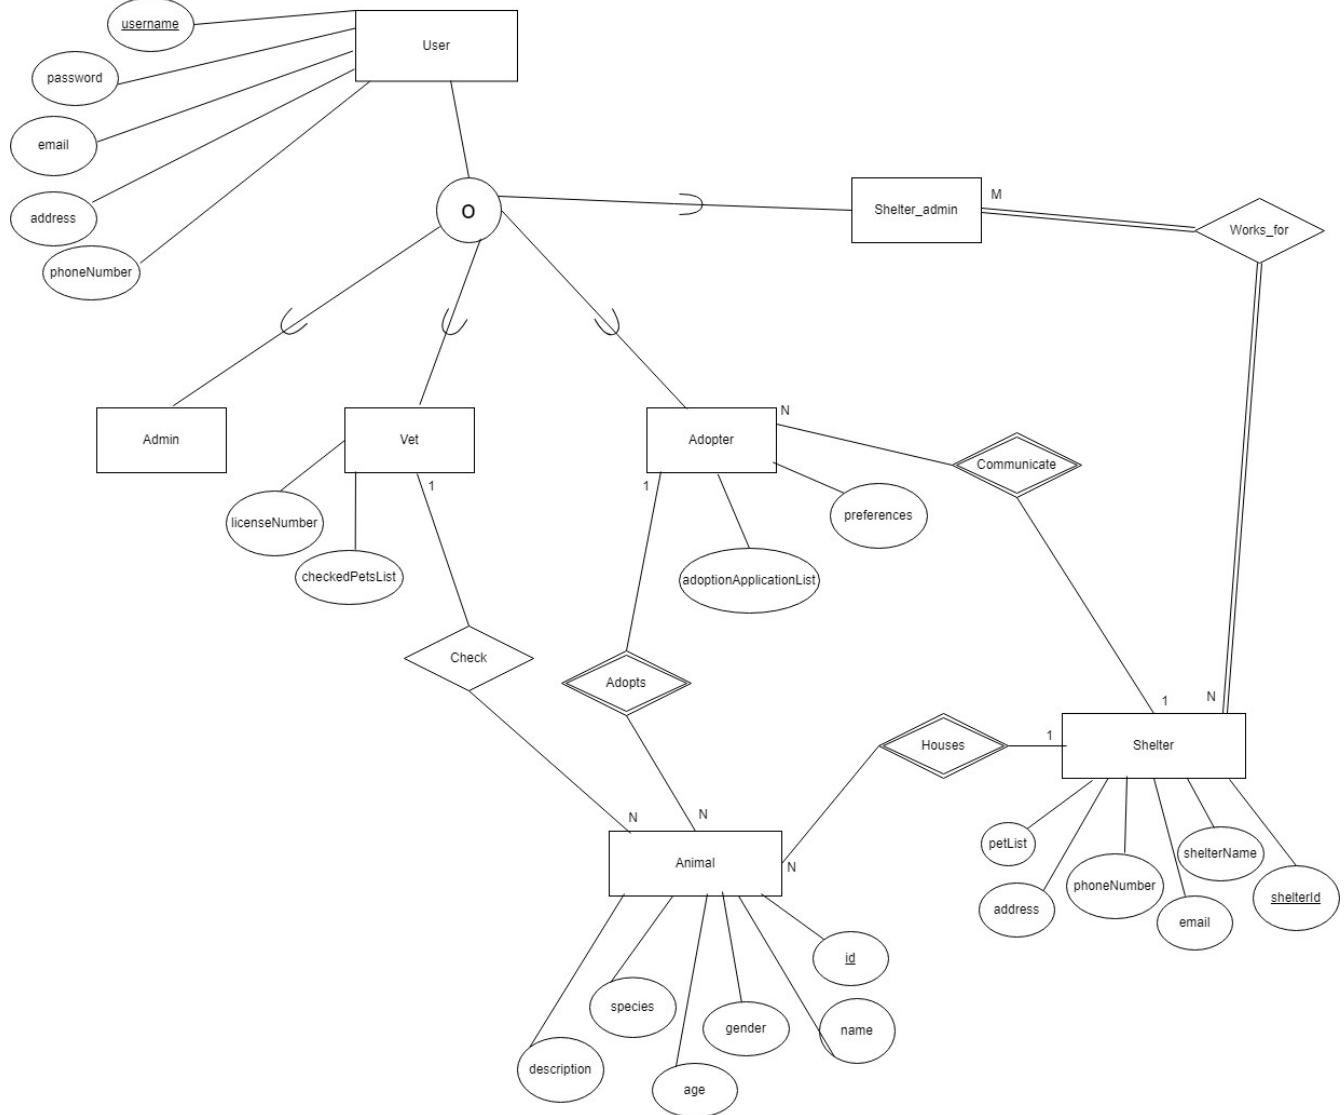 username
User
password
email
address
phoneNumber
O
Shelter_admin
M
Works_for
Admin
Vet
Adopter
N
Communicate
1
1
licenseNumber
checkedPetsList
adoptionApplicationList
preferences
Check
Adopts
Houses
1
1
N
Shelter
N
N
N
Animal
petList
address
phoneNumber
email
shelterName
shelterId
id
species
gender
name
description
age